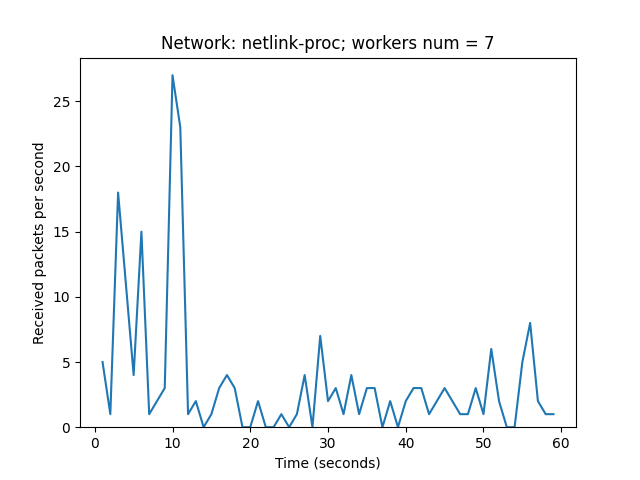 Network: netlink-proc; workers num = 7
Received packets per second
25
20
15
10
5
0
0 10 20 30 40 50 60
Time (seconds)